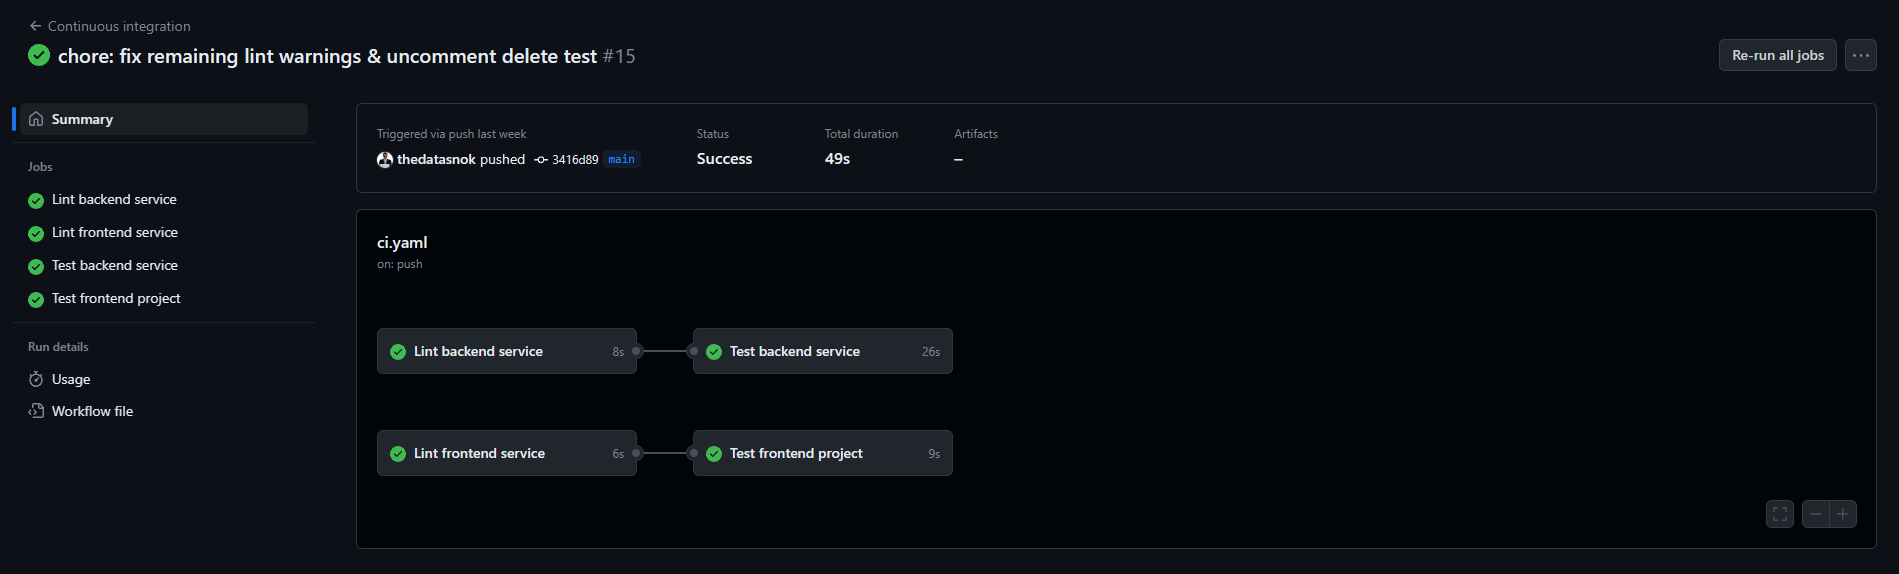 Continuous integration
chore: fix remaining lint warnings & uncomment delete test #15
Re-run all jobs
Summary
Jobs
Lint backend service
Lint frontend service
Test backend service
Test frontend project
Run details
Usage
Workflow file
Triggered via push last week
thedatasnok pushed 3416d89 main
Status
Success
Total duration
49s
Artifacts
–
ci.yaml
on: push
Lint backend service 8s
Test backend service 26s
Lint frontend service 6s
Test frontend project 9s